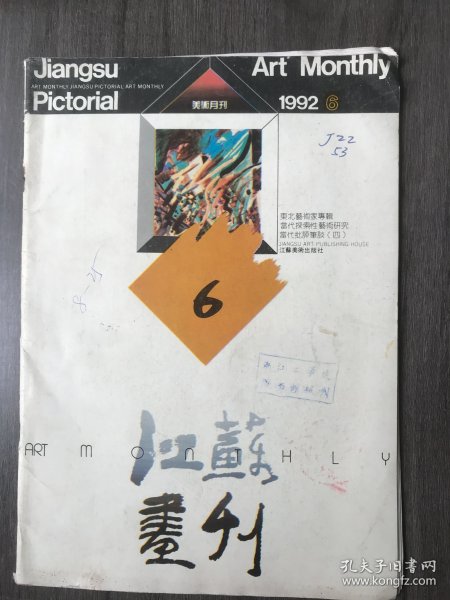 Jiangsu
Art Monthly
ART MONTHLY JIANGSU PICTORIAL ART MONTHLY
Pictorial
美術月刊
1992 6
J22
53
東北藝術家專輯
當代探索性藝術研究
當代批評筆談(四)
JIANGSU ART PUBLISHING HOUSE
江蘇美術出版社
6
ART MONTHLY
江蘇
畫刊
孔夫子旧书网
www.kongfz.com